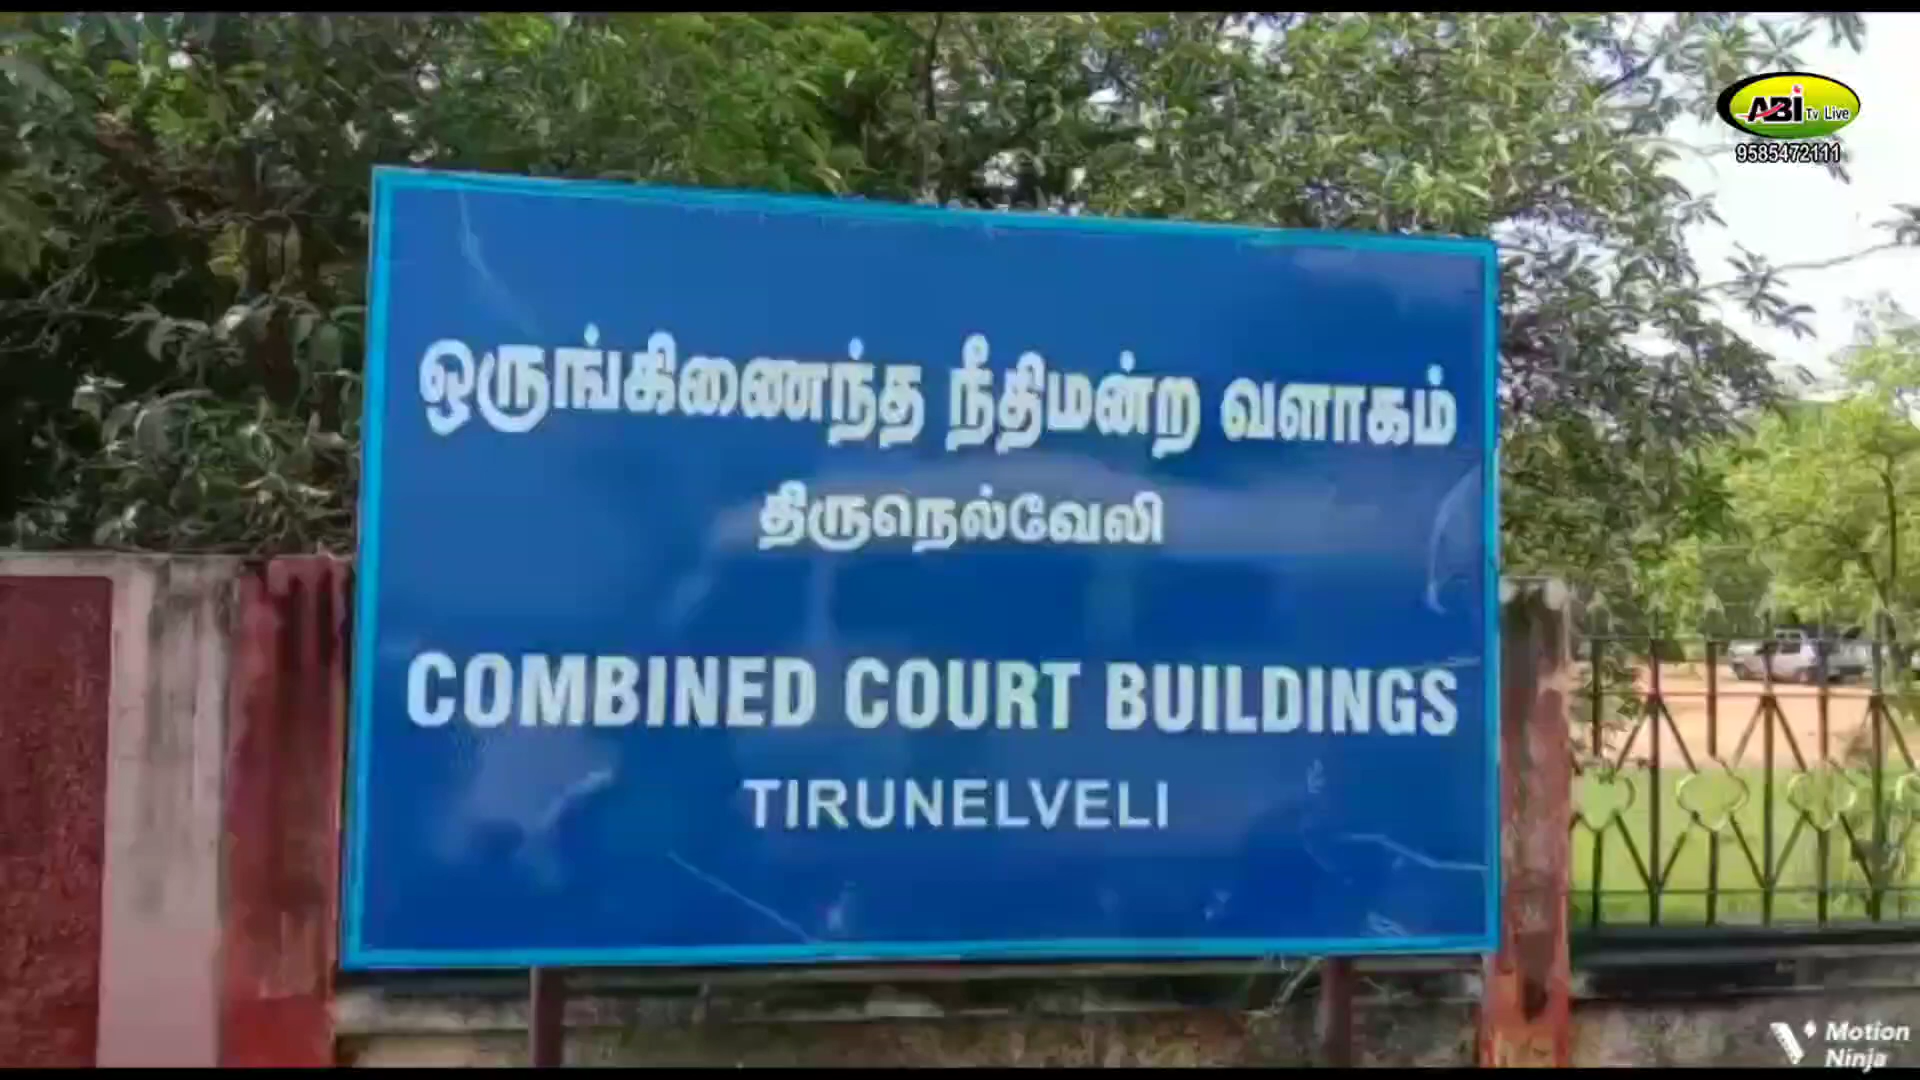 ABi Tv Live
9585472111
ஒருங்கிணைந்த நீதிமன்ற வளாகம்
திருநெல்வேலி
COMBINED COURT BUILDINGS
TIRUNELVELI
Motion
Ninja